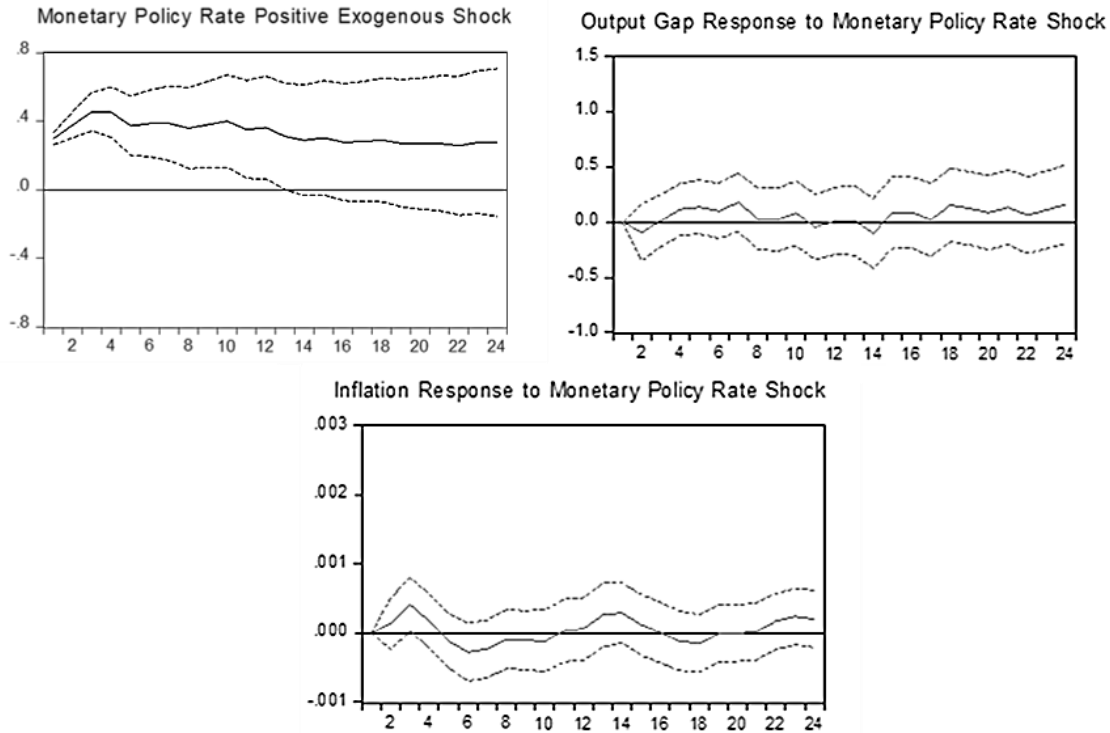 Monetary Policy Rate Positive Exogenous Shock
.8
.4
.0
-.4
-.8
2 4 6 8 10 12 14 16 18 20 22 24
Output Gap Response to Monetary Policy Rate Shock
1.5
1.0
0.5
0.0
-0.5
-1.0
2 4 6 8 10 12 14 16 18 20 22 24
Inflation Response to Monetary Policy Rate Shock
.003
.002
.001
.000
-.001
2 4 6 8 10 12 14 16 18 20 22 24